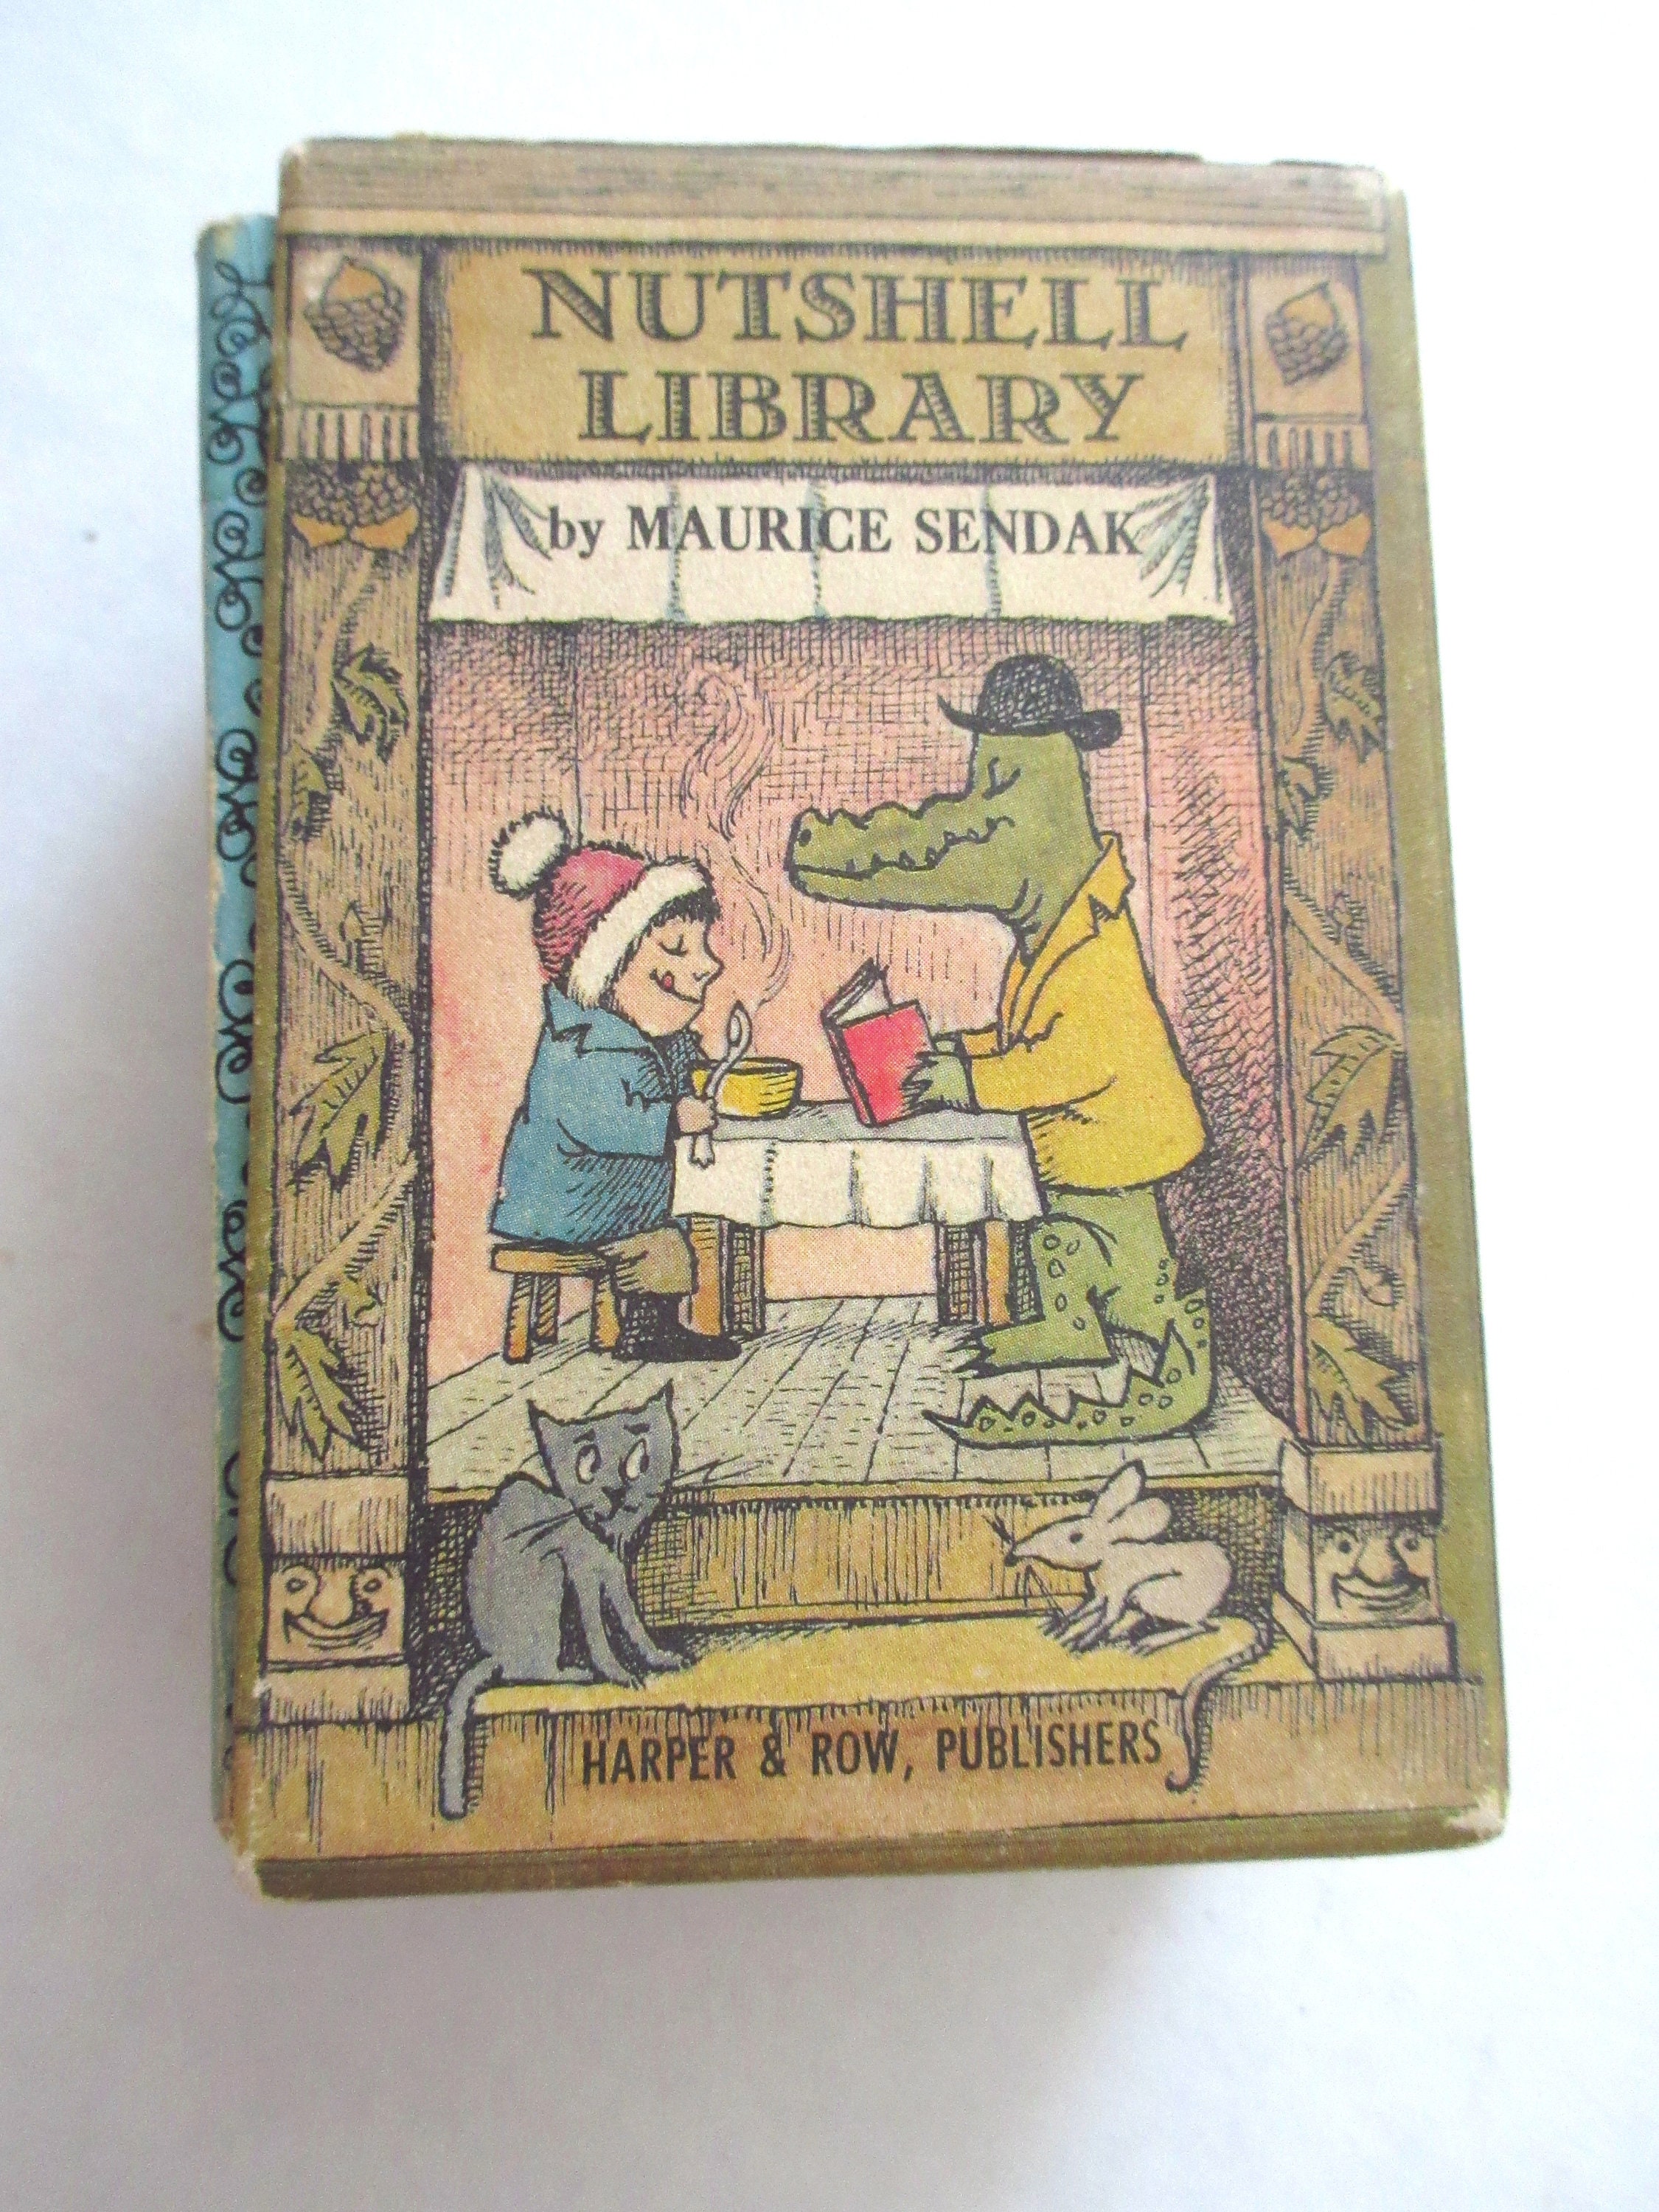 NUTSHELL
LIBRARY
by MAURICE SENDAK
HARPER & ROW, PUBLISHERS